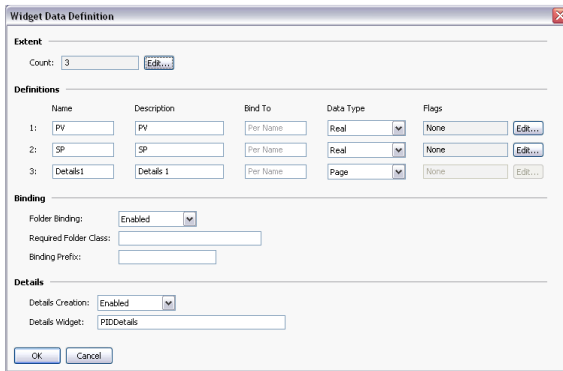 Widget Data Definition
Extent
Count: 3 Edit...
Definitions
Name Description Bind To Data Type Flags
1: PV PV Per Name Real None Edit...
2: SP SP Per Name Real None Edit...
3: Details1 Details 1 Per Name Page None Edit...
Binding
Folder Binding: Enabled
Required Folder Class:
Binding Prefix:
Details
Details Creation: Enabled
Details Widget: PIDDetails
OK Cancel